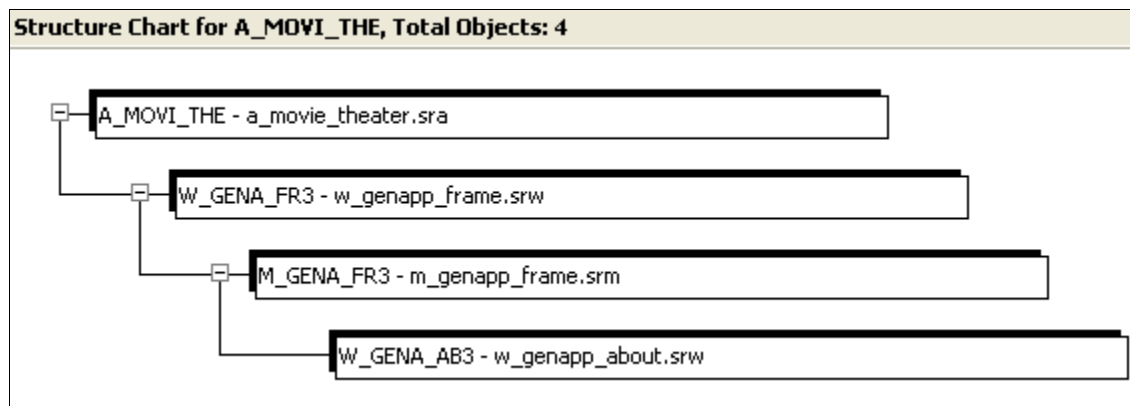 Structure Chart for A_MOVI_THE, Total Objects: 4
A_MOVI_THE - a_movie_theater.sra
W_GENA_FR3 - w_genapp_frame.srw
M_GENA_FR3 - m_genapp_frame.srm
W_GENA_AB3 - w_genapp_about.srw